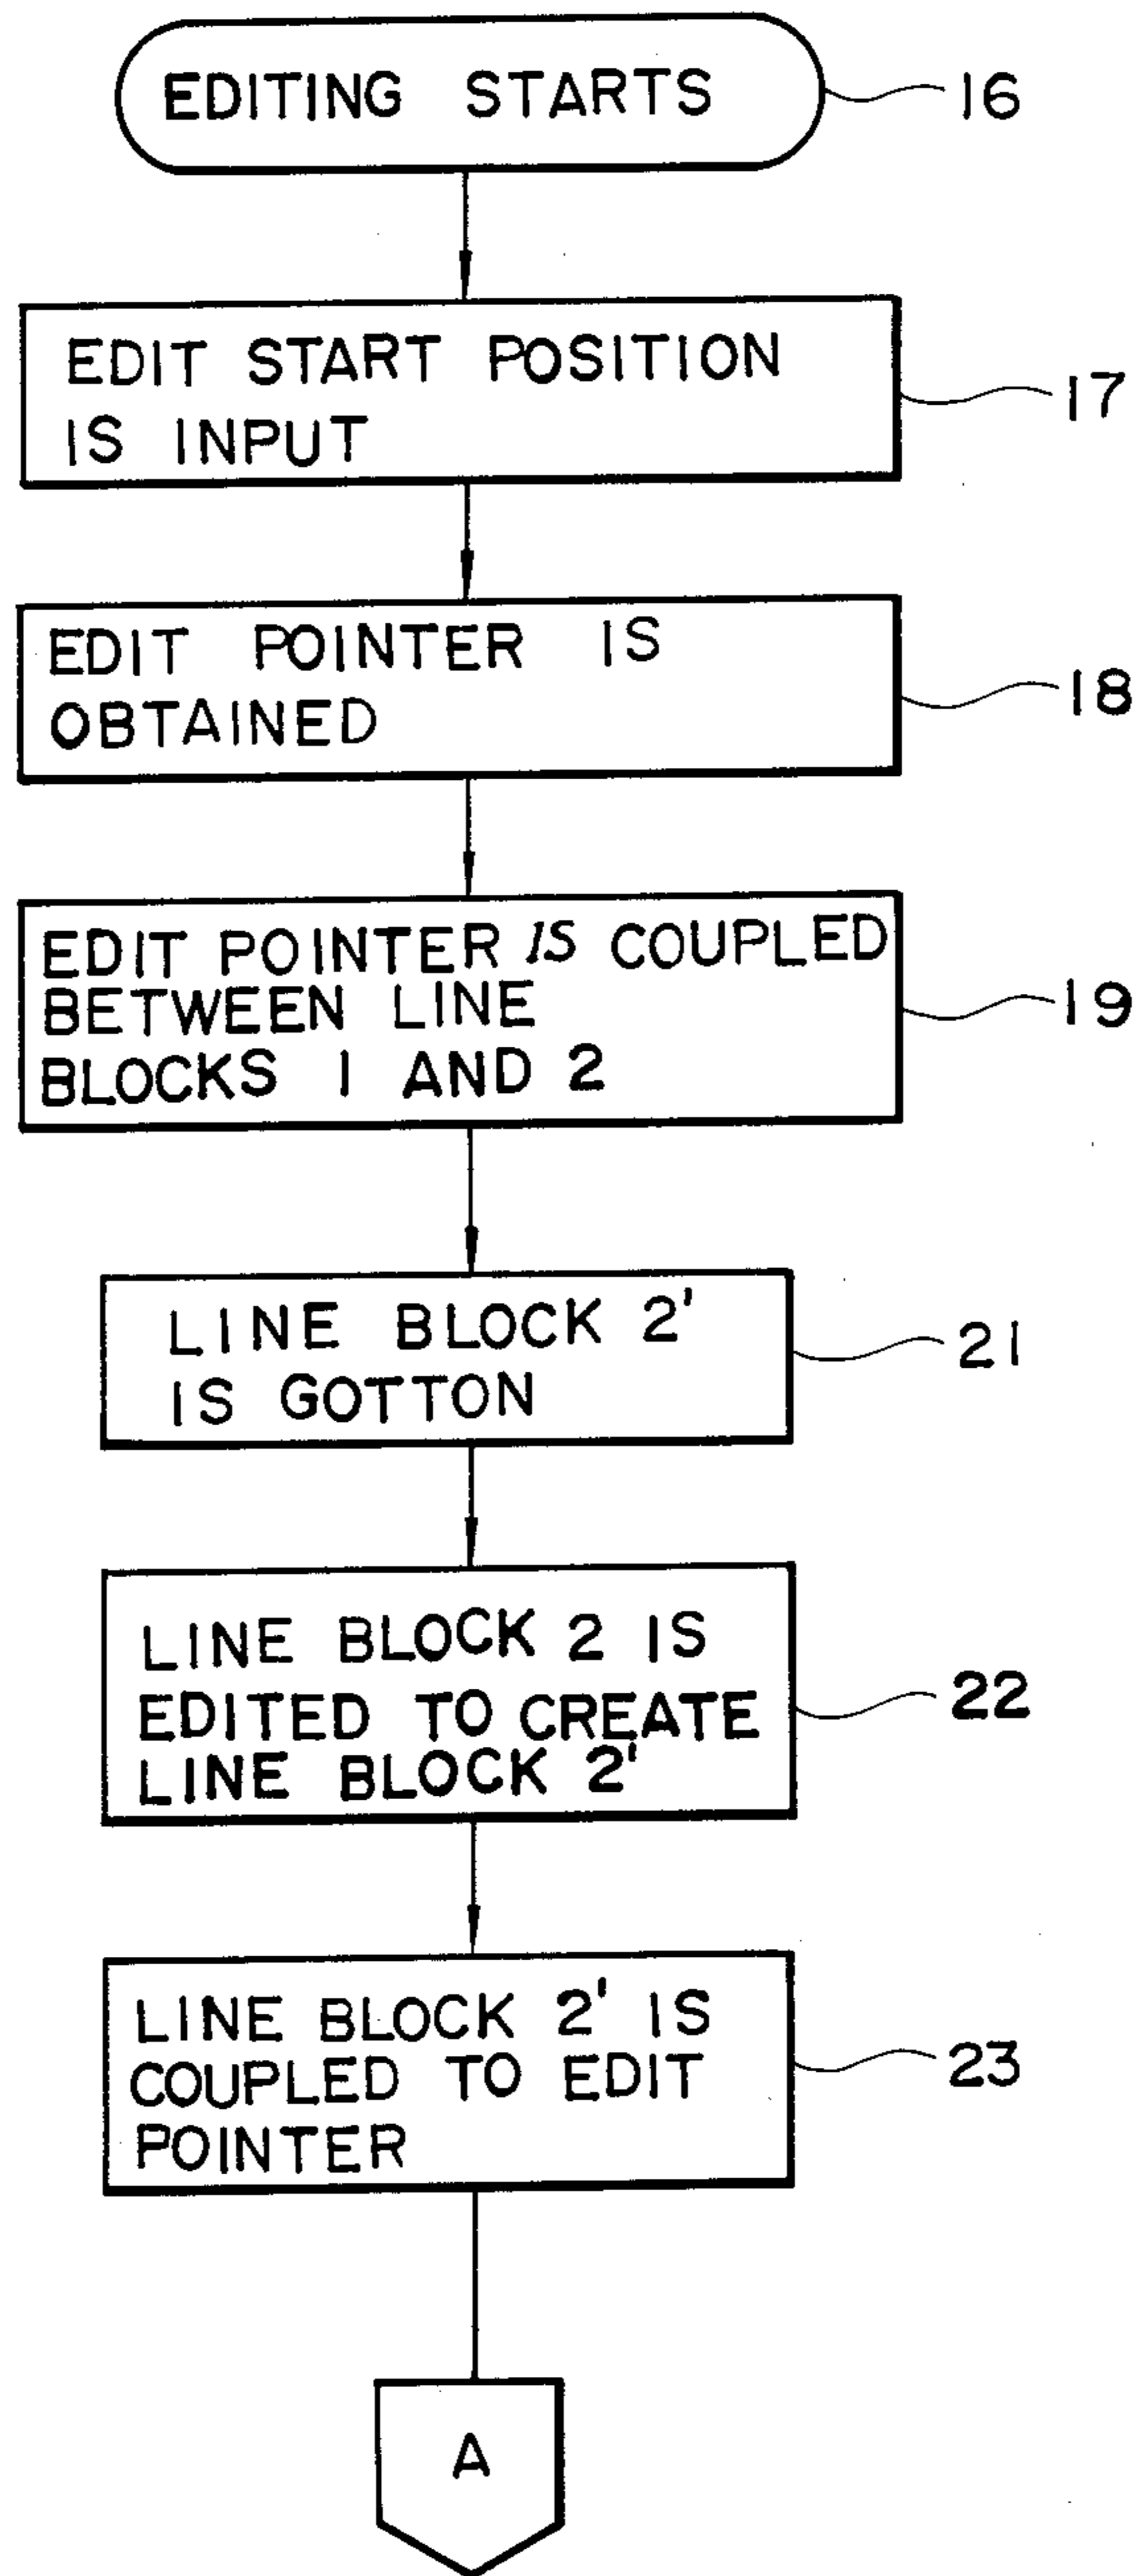 EDITING STARTS
16
EDIT START POSITION
IS INPUT
17
EDIT POINTER IS
OBTAINED
18
EDIT POINTER IS COUPLED
BETWEEN LINE
BLOCKS 1 AND 2
19
LINE BLOCK 2'
IS GOTTON
21
LINE BLOCK 2 IS
EDITED TO CREATE
LINE BLOCK 2'
22
LINE BLOCK 2' IS
COUPLED TO EDIT
POINTER
23
A